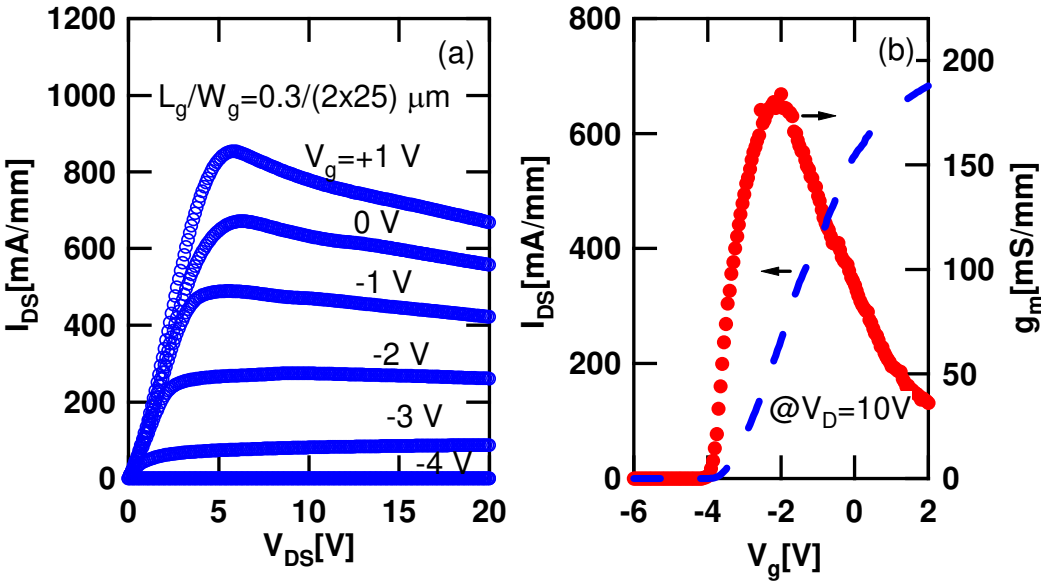 (a)
L_g/W_g=0.3/(2x25) μm
V_g=+1 V
0 V
-1 V
-2 V
-3 V
-4 V
1200
1000
800
600
400
200
0
0 5 10 15 20
I_DS[mA/mm]
V_DS[V]
(b)
@V_D=10V
800
600
400
200
0
200
150
100
50
0
-6 -4 -2 0 2
I_DS[mA/mm]
g_m[mS/mm]
V_g[V]